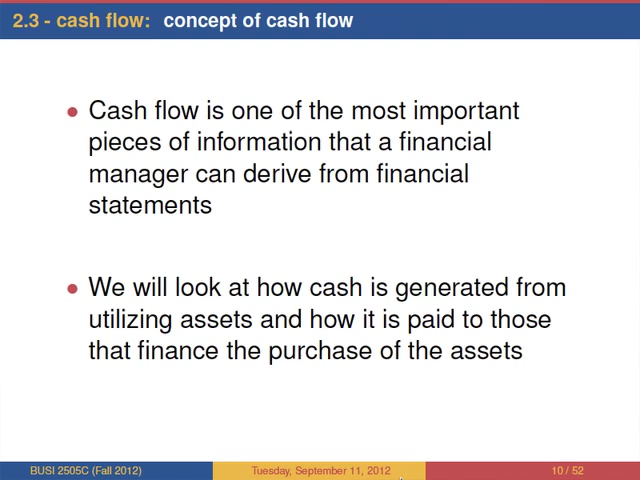 2.3 - cash flow: concept of cash flow
• Cash flow is one of the most important
pieces of information that a financial
manager can derive from financial
statements
• We will look at how cash is generated from
utilizing assets and how it is paid to those
that finance the purchase of the assets
BUSI 2505C (Fall 2012) Tuesday, September 11, 2012 10 / 52